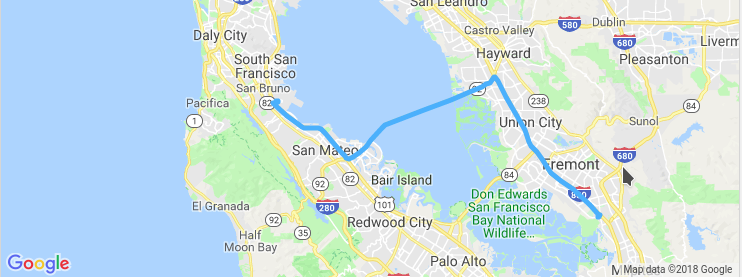 San Leandro
Daly City
Castro Valley
580
Dublin
580
Hayward
680
Liverm
South San
Francisco
Pleasanton
San Bruno
82
92
Pacifica
1
238
84
Union City
Sunol
San Mateo
Fremont
680
92
82
84
Bair Island
El Granada
280
101
Don Edwards
San Francisco
Bay National
Wildlife...
880
Redwood City
Half
Moon Bay
35
Palo Alto
Google
Map data ©2018 Google